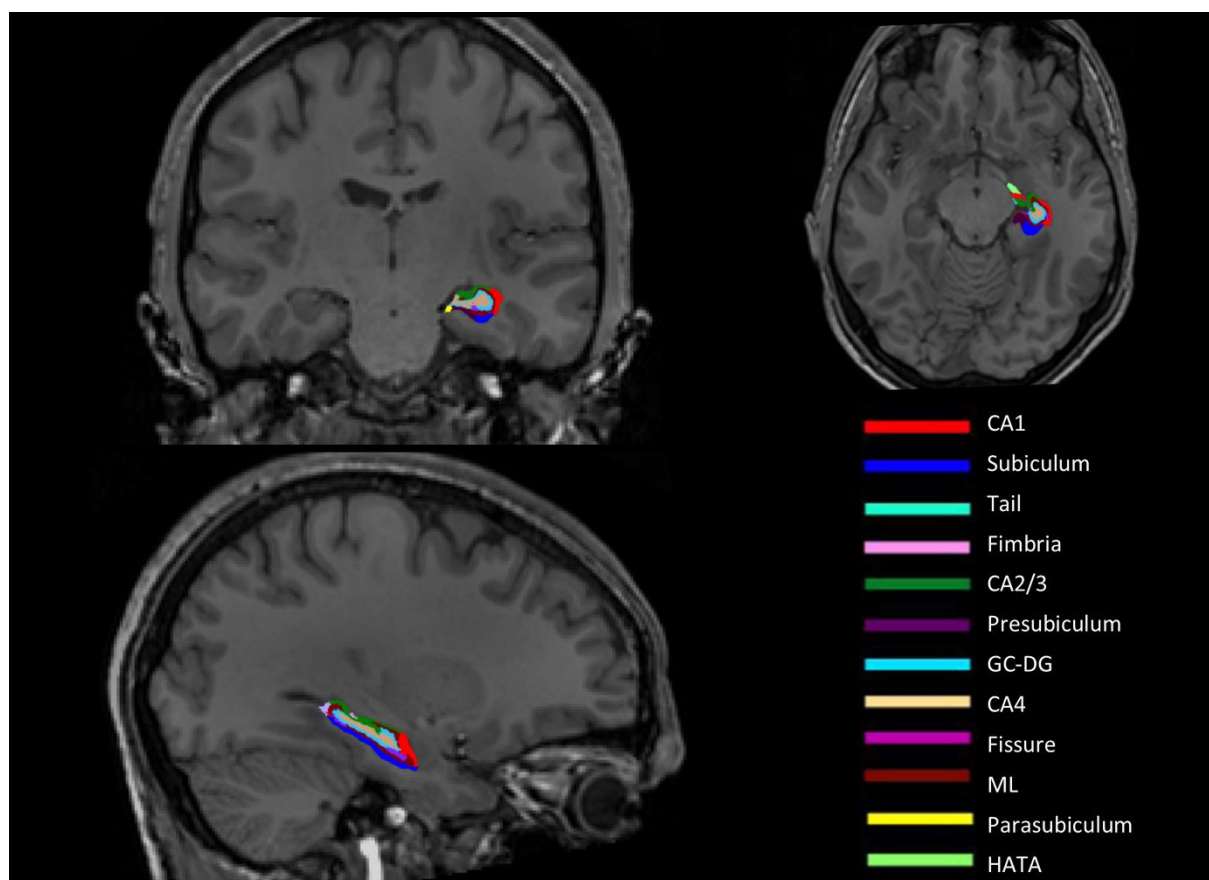 CA1
Subiculum
Tail
Fimbria
CA2/3
Presubiculum
GC-DG
CA4
Fissure
ML
Parasubiculum
HATA